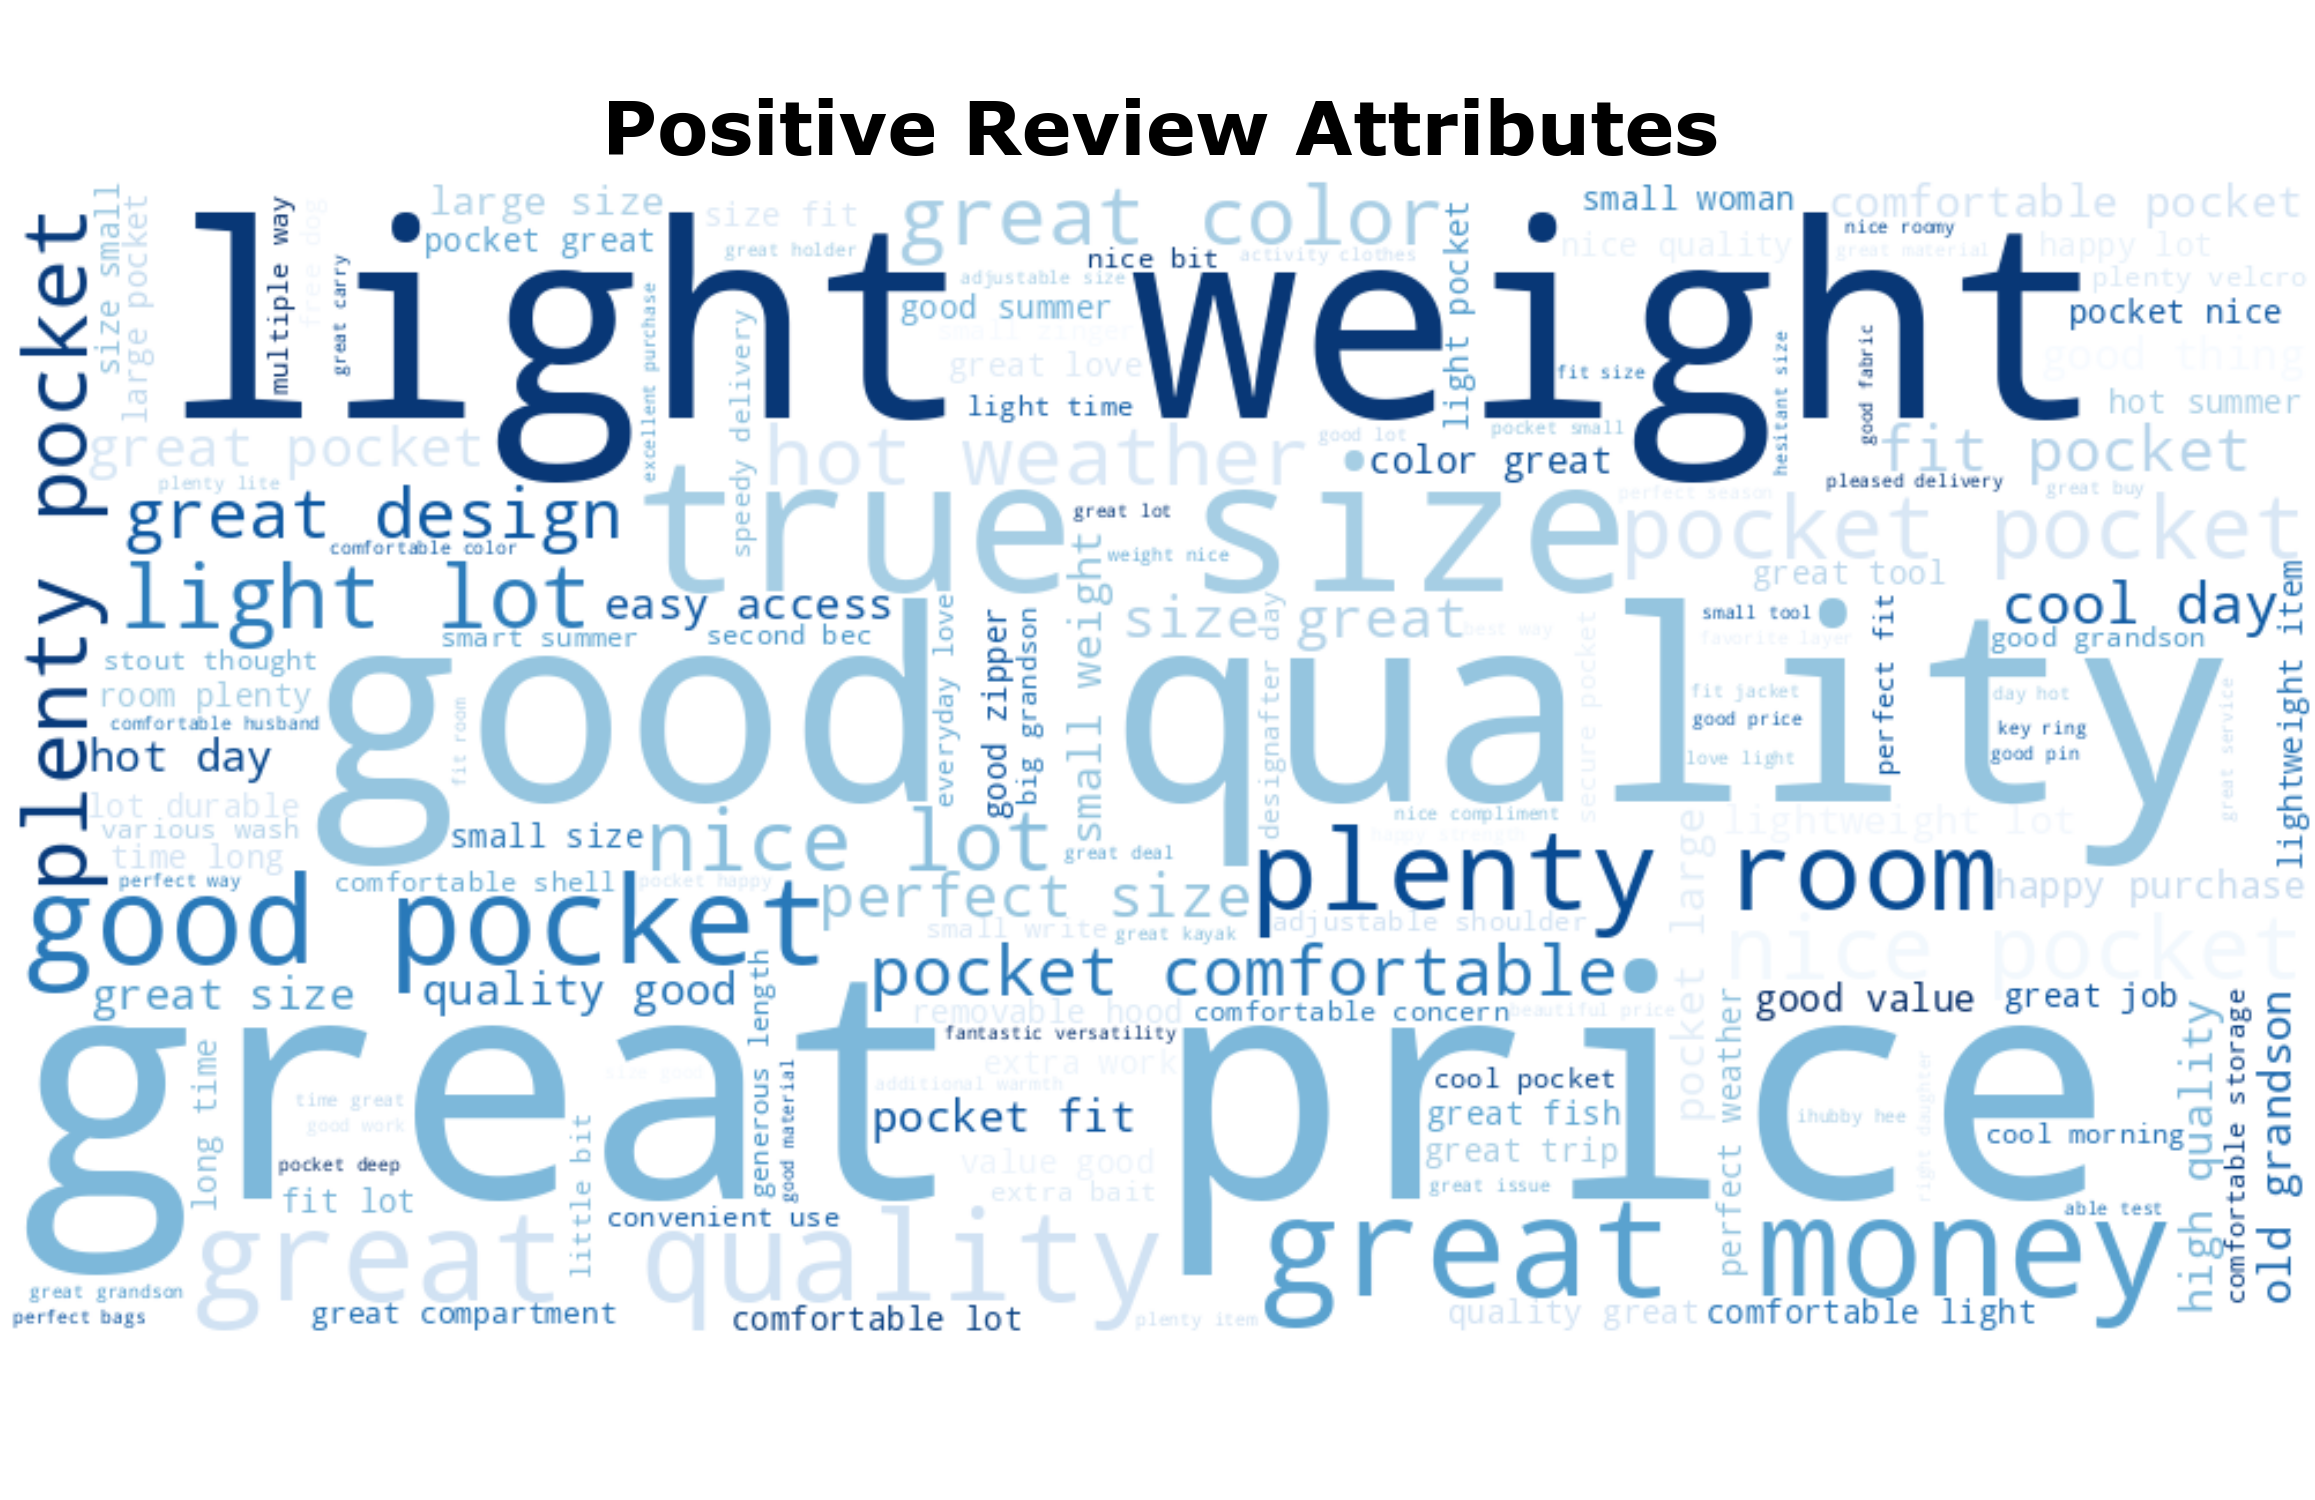 Positive Review Attributes
light weight
plenty pocket
size small
large pocket
multiple way
free dog
great carry
large size
pocket great
size fit
great holder
great color
nice bit
activity clothes
adjustable size
good summer
small zinger
great love
light time
light pocket
small woman
nice quality
comfortable pocket
nice roomy
great material
happy lot
plenty velcro
pocket nice
good thing
hot summer
fit size
good fabric
hesitant size
excellent purchase
speedy delivery
great pocket
plenty lite
hot weather
good lot
pocket small
color great
fit pocket
pleased delivery
great buy
perfect season
great design
comfortable color
true size
great lot
weight nice
pocket pocket
great tool
light lot
easy access
smart summer
second bec
small weight
size great
best way
small tool
favorite layer
cool day
good grandson
lightweight item
stout thought
room plenty
comfortable husband
hot day
good quality
fit room
everyday love
good zipper
big grandson
designafter day
secure pocket
fit jacket
good price
love light
perfect fit
day hot
key ring
good pin
great service
lot durable
various wash
time long
perfect way
small size
nice lot
great deal
nice compliment
happy strength
lightweight lot
pocket large
plenty room
comfortable shell
pocket happy
perfect size
happy purchase
good pocket
small write
great kayak
adjustable shoulder
nice pocket
great size
quality good
pocket comfortable
removable hood
comfortable concern
beautiful price
good value
great job
great price
fantastic versatility
extra work
additional warmth
size good
generous length
good material
long time
time great
good work
pocket deep
fit lot
little bit
pocket fit
value good
extra bait
cool pocket
great fish
great trip
great issue
perfect weather
ihubby hee
right daughter
cool morning
able test
high quality
comfortable storage
old grandson
convenient use
great quality
great money
great grandson
perfect bags
great compartment
comfortable lot
plenty item
quality great
comfortable light